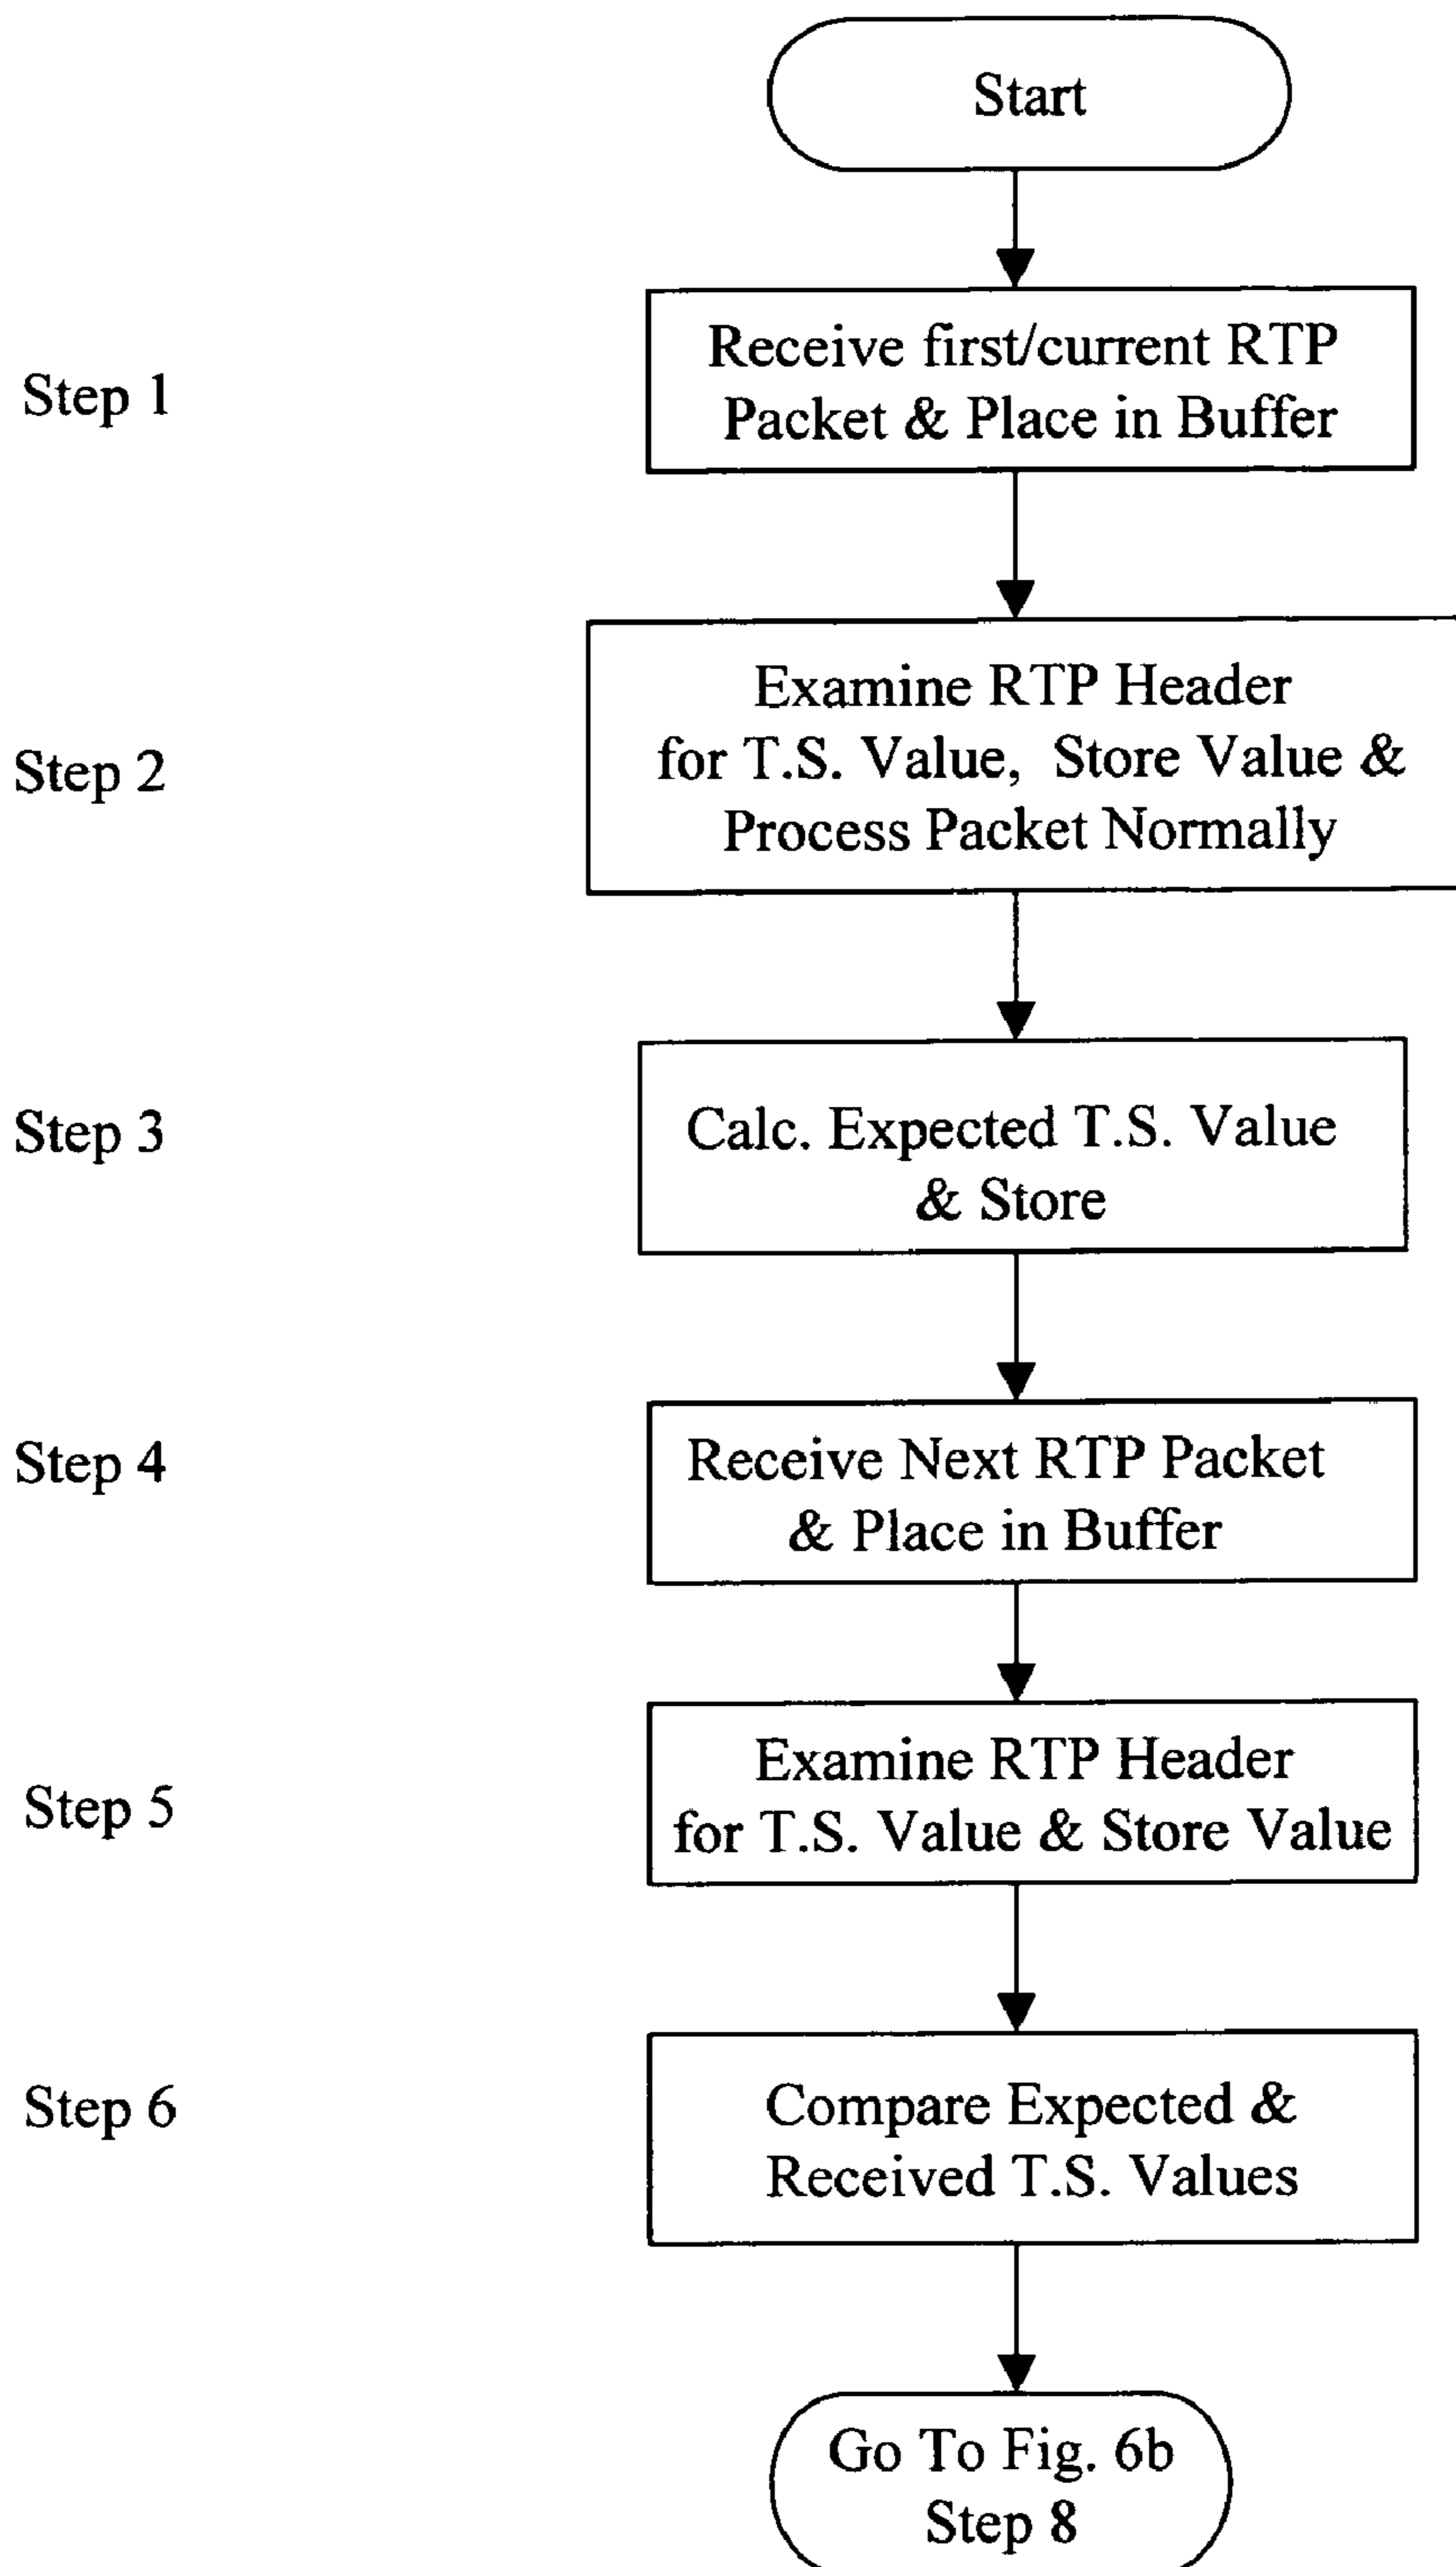 Start
Step 1
Receive first/current RTP
Packet & Place in Buffer
Step 2
Examine RTP Header
for T.S. Value, Store Value &
Process Packet Normally
Step 3
Calc. Expected T.S. Value
& Store
Step 4
Receive Next RTP Packet
& Place in Buffer
Step 5
Examine RTP Header
for T.S. Value & Store Value
Step 6
Compare Expected &
Received T.S. Values
Go To Fig. 6b
Step 8